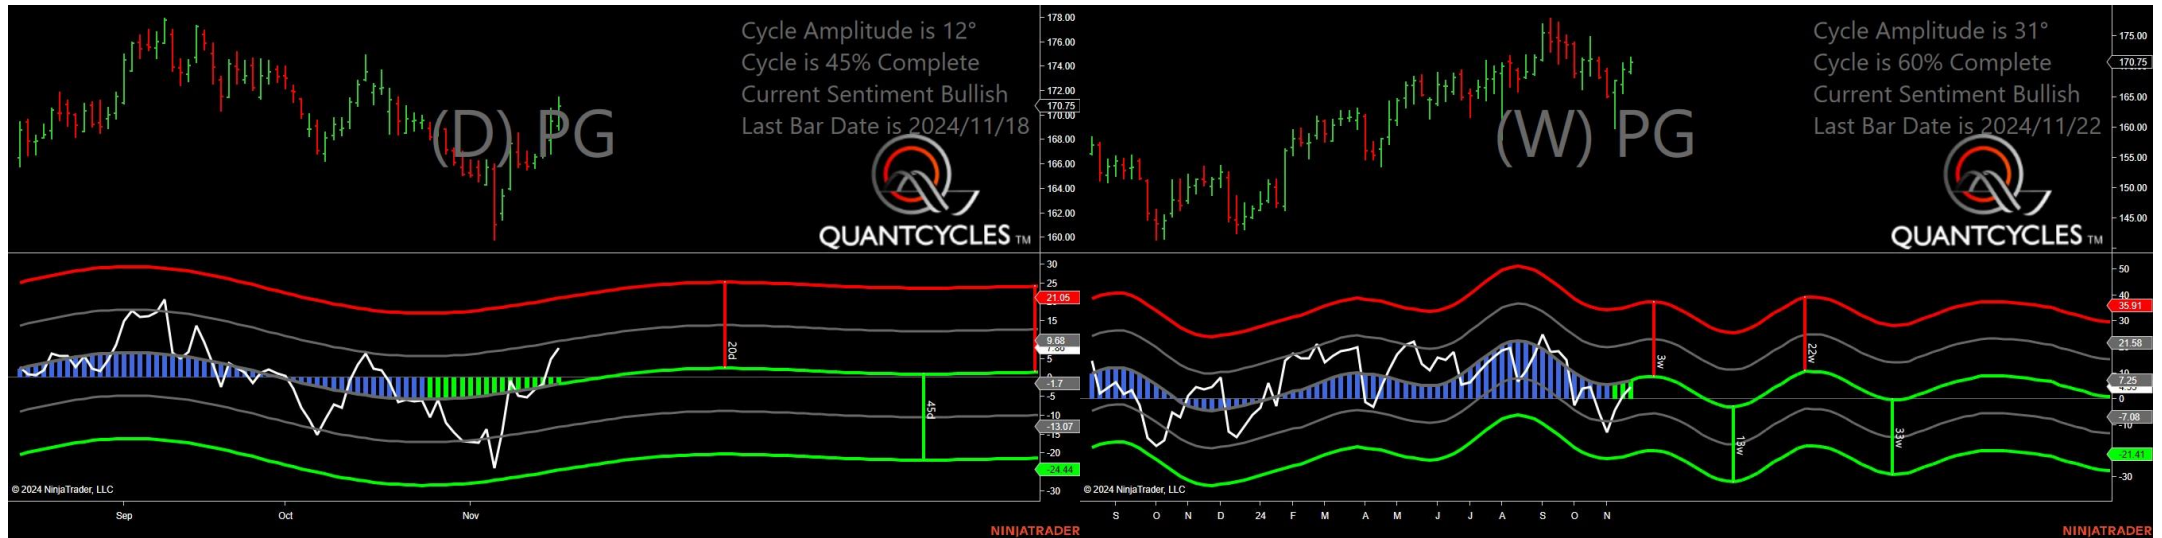 Cycle Amplitude is 12°
Cycle is 45% Complete
Current Sentiment Bullish
Last Bar Date is 2024/11/18
(D) PG
QUANTCYCLES TM
178.00
176.00
174.00
172.00
170.75
170.00
168.00
166.00
164.00
162.00
160.00
30
25
21.05
15
9.68
5
0
-1.7
-5
-10
-13.07
-15
-20
-24.44
-30
20d
45d
© 2024 NinjaTrader, LLC
Sep
Oct
Nov
NINJATRADER
Cycle Amplitude is 31°
Cycle is 60% Complete
Current Sentiment Bullish
Last Bar Date is 2024/11/22
(W) PG
QUANTCYCLES TM
175.00
170.75
165.00
160.00
155.00
150.00
145.00
50
35.91
30
21.58
10
7.25
0
-7.08
-10
-21.41
-30
3w
13w
22w
33w
© 2024 NinjaTrader, LLC
S
O
N
D
24
F
M
A
M
J
J
A
S
O
N
NINJATRADER